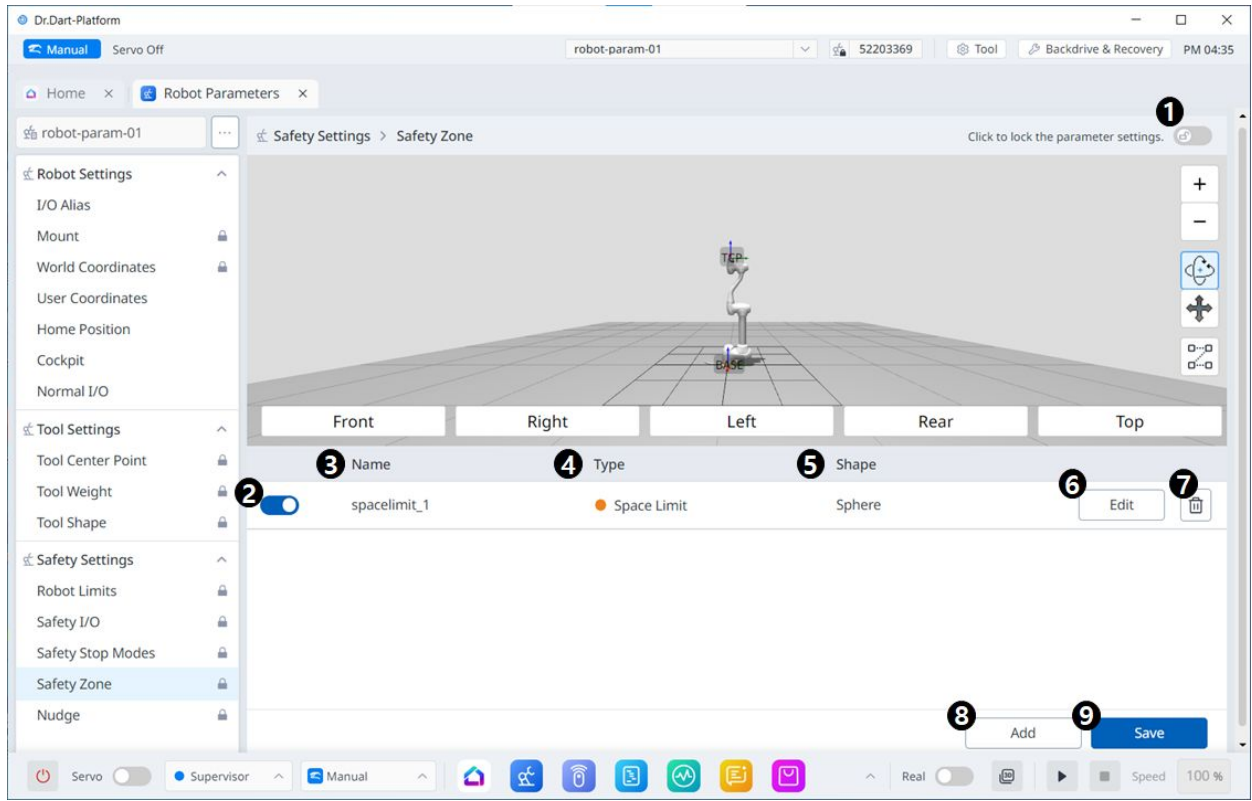 Dr.Dart-Platform
Manual Servo Off robot-param-01 52203369 Tool Backdrive & Recovery PM 04:35
Home Robot Parameters
robot-param-01 ... Safety Settings > Safety Zone Click to lock the parameter settings. 1
Robot Settings
I/O Alias
Mount
World Coordinates
User Coordinates
Home Position
Cockpit
Normal I/O
Tool Settings
Tool Center Point
Tool Weight
Tool Shape
Safety Settings
Robot Limits
Safety I/O
Safety Stop Modes
Safety Zone
Nudge
TCP
BASE
Front Right Left Rear Top
3 Name 4 Type 5 Shape
2 spacelimit_1 Space Limit Sphere 6 Edit 7
8 Add 9 Save
Servo Supervisor Manual Real 3D Speed 100 %